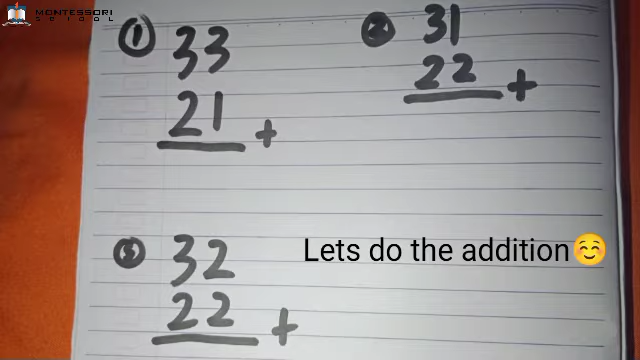 MONTESSORI
SCHOOL
① 33
21 +
② 31
22 +
③ 32
22 +
Lets do the addition☺️